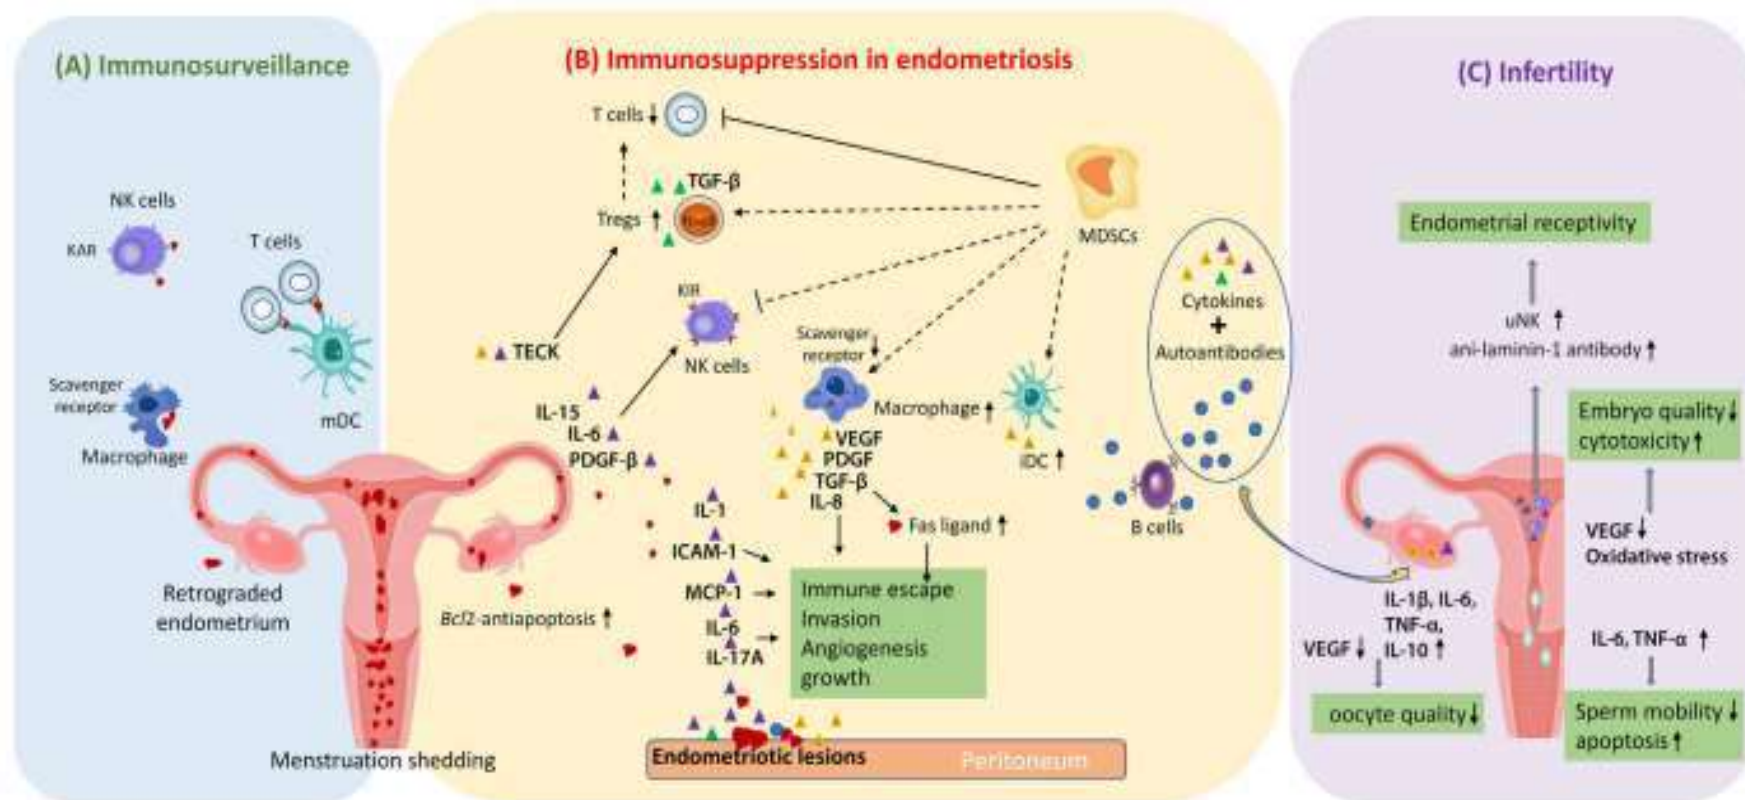 (A) Immunosurveillance
NK cells
KAR
T cells
Scavenger
receptor
mDC
Macrophage
Retrograded
endometrium
Menstruation shedding
(B) Immunosuppression in endometriosis
T cells ↓
TGF-β
Tregs ↑
MDSCs
KIR
NK cells
TECK
IL-15
IL-6
PDGF-β
Scavenger
receptor ↓
Macrophage ↑
VEGF
PDGF
TGF-β
IL-8
iDC ↑
Fas ligand ↑
IL-1
ICAM-1
MCP-1
IL-6
IL-17A
Bcl2-antiapoptosis ↑
Immune escape
Invasion
Angiogenesis
growth
Endometriotic lesions
Peritoneum
Cytokines
+
Autoantibodies
B cells
(C) Infertility
Endometrial receptivity
uNK ↑
ani-laminin-1 antibody ↑
Embryo quality ↓
cytotoxicity ↑
VEGF ↓
Oxidative stress
IL-1β, IL-6,
TNF-α,
IL-10 ↑
VEGF ↓
oocyte quality ↓
IL-6, TNF-α ↑
Sperm mobility ↓
apoptosis ↑